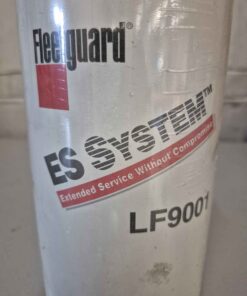 Fleetguard®
ES SYSTEM™
Extended Service Without Compromise
LF9001